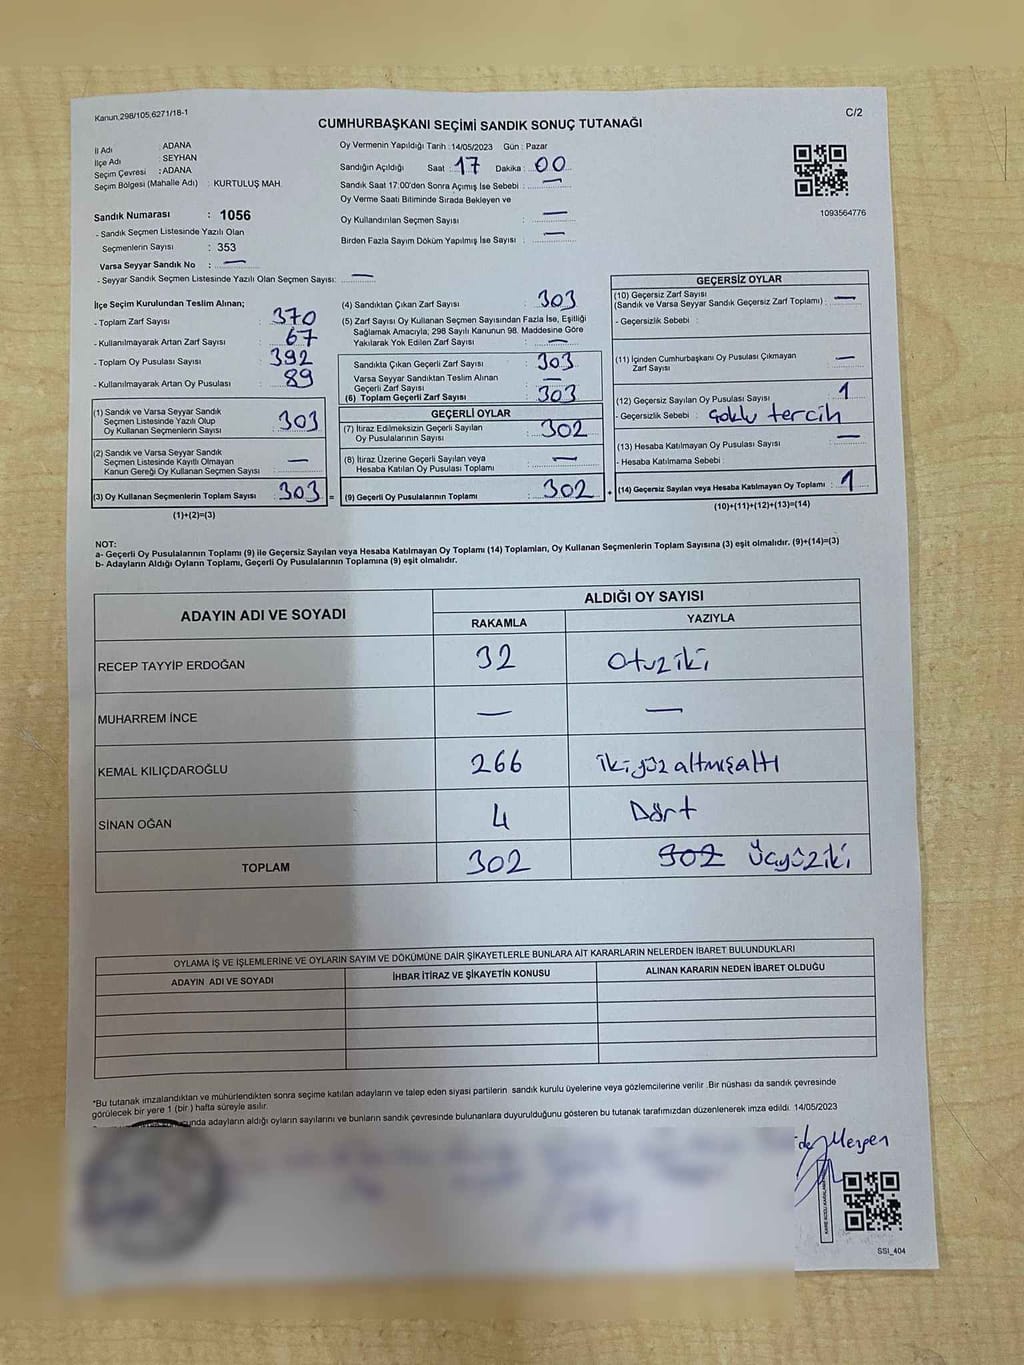 Kanun.298/105.6271/18-1
C/2
CUMHURBAŞKANI SEÇİMİ SANDIK SONUÇ TUTANAĞI
İl Adı : ADANA
İlçe Adı : SEYHAN
Seçim Çevresi : ADANA
Seçim Bölgesi (Mahalle Adı) : KURTULUŞ MAH.
Sandık Numarası : 1056
- Sandık Seçmen Listesinde Yazılı Olan
Seçmenlerin Sayısı : 353
Varsa Seyyar Sandık No : —
- Seyyar Sandık Seçmen Listesinde Yazılı Olan Seçmen Sayısı: —
Oy Vermenin Yapıldığı Tarih : 14/05/2023 Gün : Pazar
Sandığın Açıldığı Saat : 17 Dakika : 00
Sandık Saat 17:00'den Sonra Açımış İse Sebebi : —
Oy Verme Saati Bitiminde Sırada Bekleyen ve
Oy Kullandırılan Seçmen Sayısı : —
Birden Fazla Sayım Döküm Yapılmış İse Sayısı : —
1093564776
İlçe Seçim Kurulundan Teslim Alınan;
- Toplam Zarf Sayısı : 370
- Kullanılmayarak Artan Zarf Sayısı : 67
- Toplam Oy Pusulası Sayısı : 392
- Kullanılmayarak Artan Oy Pusulası : 89
(1) Sandık ve Varsa Seyyar Sandık
Seçmen Listesinde Yazılı Olup
Oy Kullanan Seçmenlerin Sayısı : 303
(2) Sandık ve Varsa Seyyar Sandık
Seçmen Listesinde Kayıtlı Olmayan
Kanun Gereği Oy Kullanan Seçmen Sayısı : —
(3) Oy Kullanan Seçmenlerin Toplam Sayısı : 303 =
(1)+(2)=(3)
(4) Sandıktan Çıkan Zarf Sayısı : 303
(5) Zarf Sayısı Oy Kullanan Seçmen Sayısından Fazla İse, Eşitliği
Sağlamak Amacıyla; 298 Sayılı Kanunun 98. Maddesine Göre
Yakılarak Yok Edilen Zarf Sayısı : —
Sandıkta Çıkan Geçerli Zarf Sayısı : 303
Varsa Seyyar Sandıktan Teslim Alınan
Geçerli Zarf Sayısı : —
(6) Toplam Geçerli Zarf Sayısı : 303
GEÇERLİ OYLAR
(7) İtiraz Edilmeksizin Geçerli Sayılan
Oy Pusulalarının Sayısı : 302
(8) İtiraz Üzerine Geçerli Sayılan veya
Hesaba Katılan Oy Pusulası Toplamı : —
(9) Geçerli Oy Pusulalarının Toplamı : 302 +
GEÇERSİZ OYLAR
(10) Geçersiz Zarf Sayısı
(Sandık ve Varsa Seyyar Sandık Geçersiz Zarf Toplamı) : —
- Geçersizlik Sebebi :
(11) İçinden Cumhurbaşkanı Oy Pusulası Çıkmayan
Zarf Sayısı : —
(12) Geçersiz Sayılan Oy Pusulası Sayısı : 1
- Geçersizlik Sebebi : Çoklu tercih
(13) Hesaba Katılmayan Oy Pusulası Sayısı : —
- Hesaba Katılmama Sebebi :
(14) Geçersiz Sayılan veya Hesaba Katılmayan Oy Toplamı : 1
(10)+(11)+(12)+(13)=(14)
NOT:
a- Geçerli Oy Pusulalarının Toplamı (9) ile Geçersiz Sayılan veya Hesaba Katılmayan Oy Toplamı (14) Toplamları, Oy Kullanan Seçmenlerin Toplam Sayısına (3) eşit olmalıdır. (9)+(14)=(3)
b- Adayların Aldığı Oyların Toplamı, Geçerli Oy Pusulalarının Toplamına (9) eşit olmalıdır.
ADAYIN ADI VE SOYADI ALDIĞI OY SAYISI
RAKAMLA YAZIYLA
RECEP TAYYİP ERDOĞAN 32 Otuziki
MUHARREM İNCE — —
KEMAL KILIÇDAROĞLU 266 ikiyüzaltmışaltı
SİNAN OĞAN 4 Dört
TOPLAM 302 302 Üçyüziki
OYLAMA İŞ VE İŞLEMLERİNE VE OYLARIN SAYIM VE DÖKÜMÜNE DAİR ŞİKAYETLERLE BUNLARA AİT KARARLARIN NELERDEN İBARET BULUNDUKLARI
ADAYIN ADI VE SOYADI İHBAR İTİRAZ VE ŞİKAYETİN KONUSU ALINAN KARARIN NEDEN İBARET OLDUĞU
*Bu tutanak imzalandıktan ve mühürlendikten sonra seçime katılan adayların ve talep eden siyasi partilerin sandık kurulu üyelerine veya gözlemcilerine verilir. Bir nüshası da sandık çevresinde
görülecek bir yere 1 (bir) hafta süreyle asılır.
adayların aldığı oyların sayılarını ve bunların sandık çevresinde bulunanlara duyurulduğunu gösteren bu tutanak tarafımızdan düzenlenerek imza edildi. 14/05/2023
SSI_404